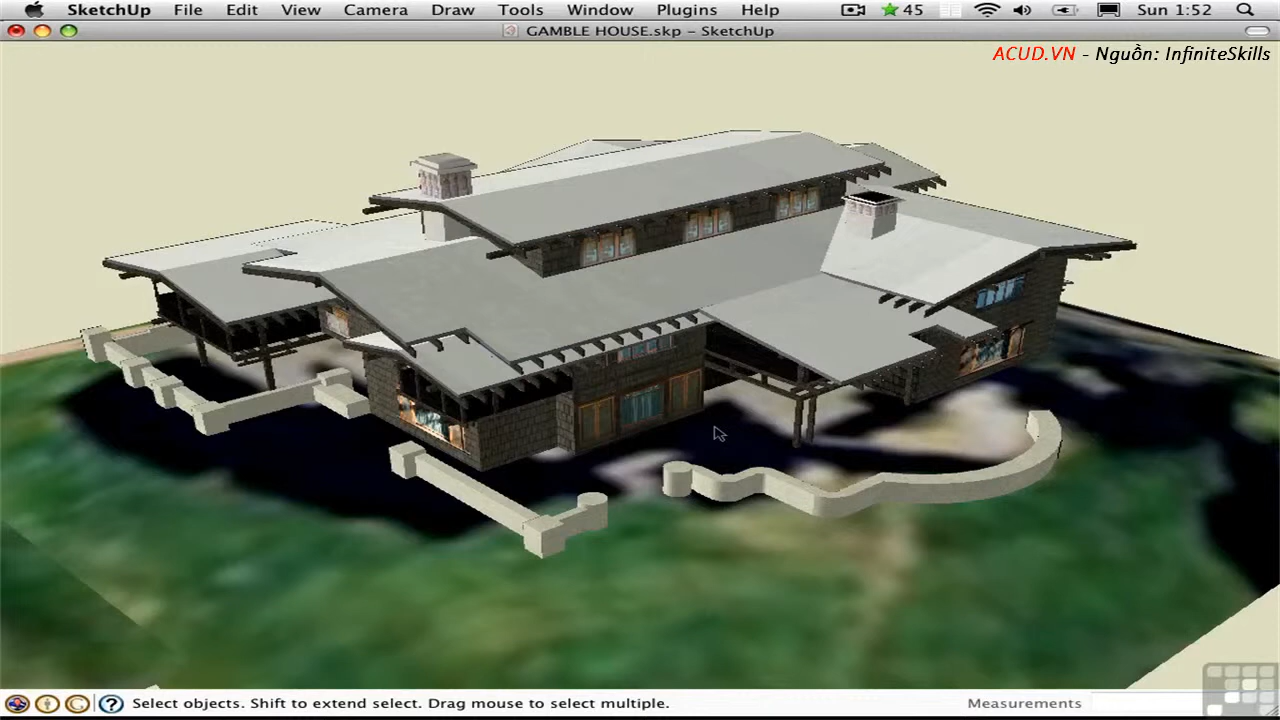 SketchUp File Edit View Camera Draw Tools Window Plugins Help 45 Sun 1:52
GAMBLE HOUSE.skp – SketchUp
ACUD.VN - Nguồn: InfiniteSkills
Select objects. Shift to extend select. Drag mouse to select multiple. Measurements